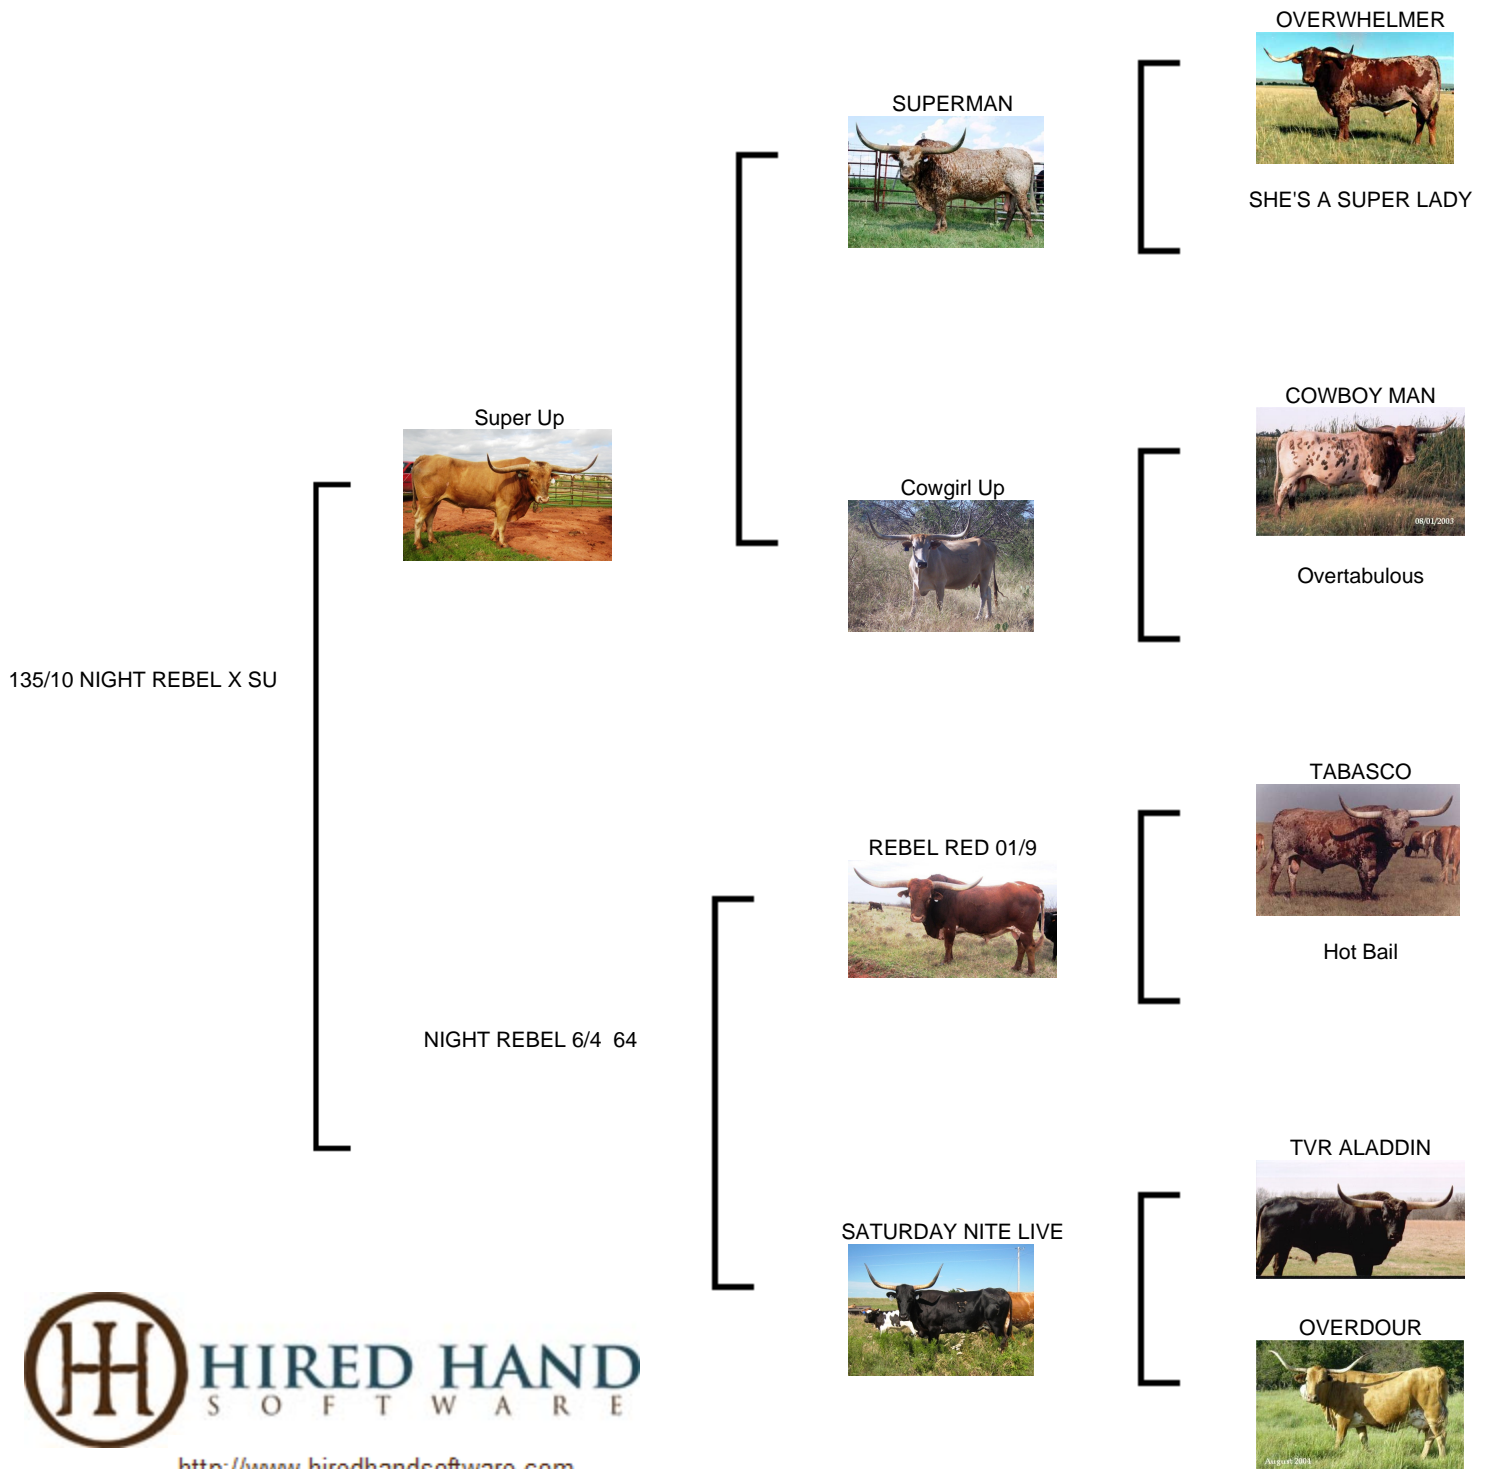 OVERWHELMER
SUPERMAN
SHE'S A SUPER LADY
COWBOY MAN
Super Up
Cowgirl Up
08/01/2003
Overtabulous
135/10 NIGHT REBEL X SU
TABASCO
REBEL RED 01/9
Hot Bail
NIGHT REBEL 6/4  64
TVR ALADDIN
SATURDAY NITE LIVE
OVERDOUR
HIRED HAND
SOFTWARE
http://www.hiredhandsoftware.com
August 2004